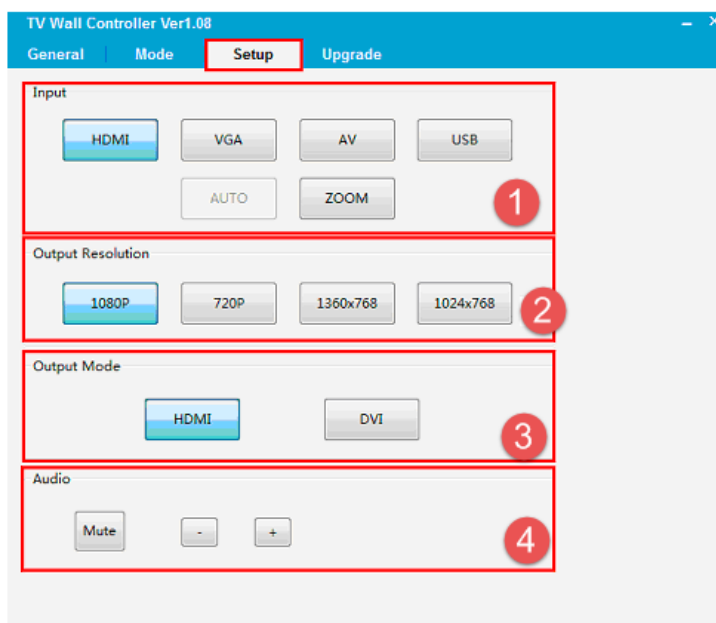 TV Wall Controller Ver1.08
General Mode Setup Upgrade
Input
HDMI VGA AV USB
AUTO ZOOM
1
Output Resolution
1080P 720P 1360x768 1024x768
2
Output Mode
HDMI DVI
3
Audio
Mute - +
4